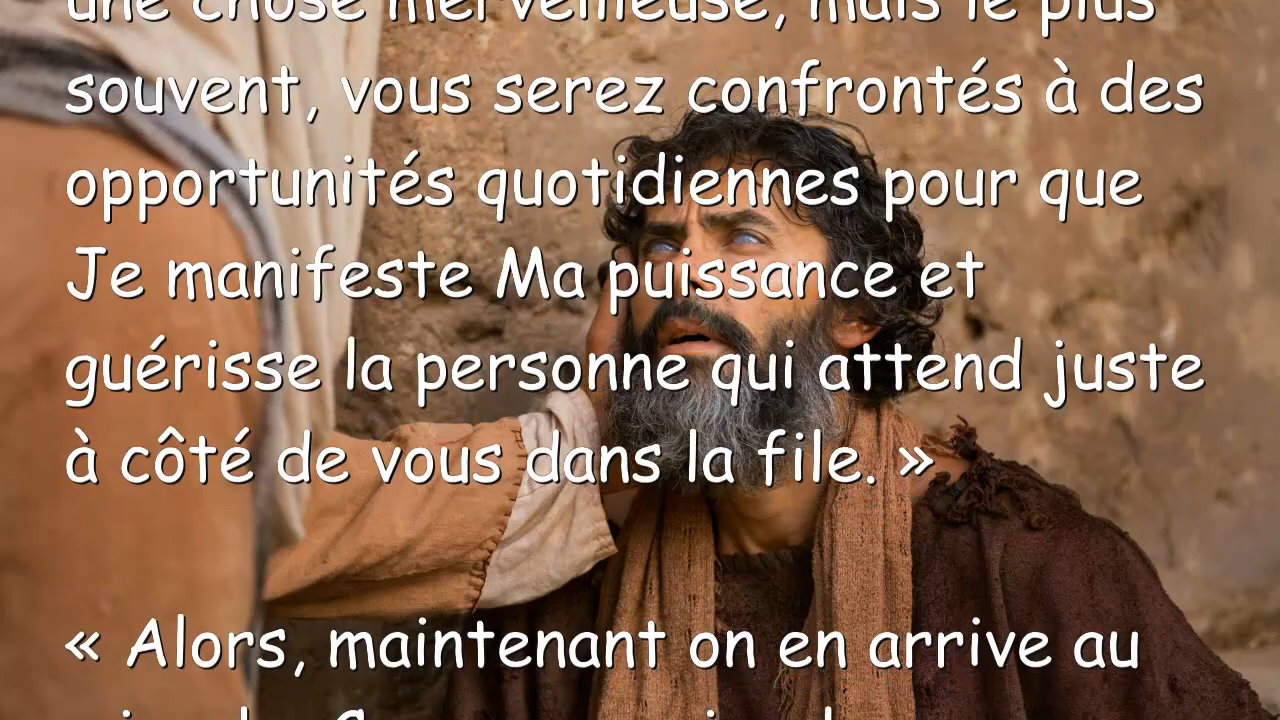 une chose merveilleuse, mais le plus
souvent, vous serez confrontés à des
opportunités quotidiennes pour que
Je manifeste Ma puissance et
guérisse la personne qui attend juste
à côté de vous dans la file. »
« Alors, maintenant on en arrive au